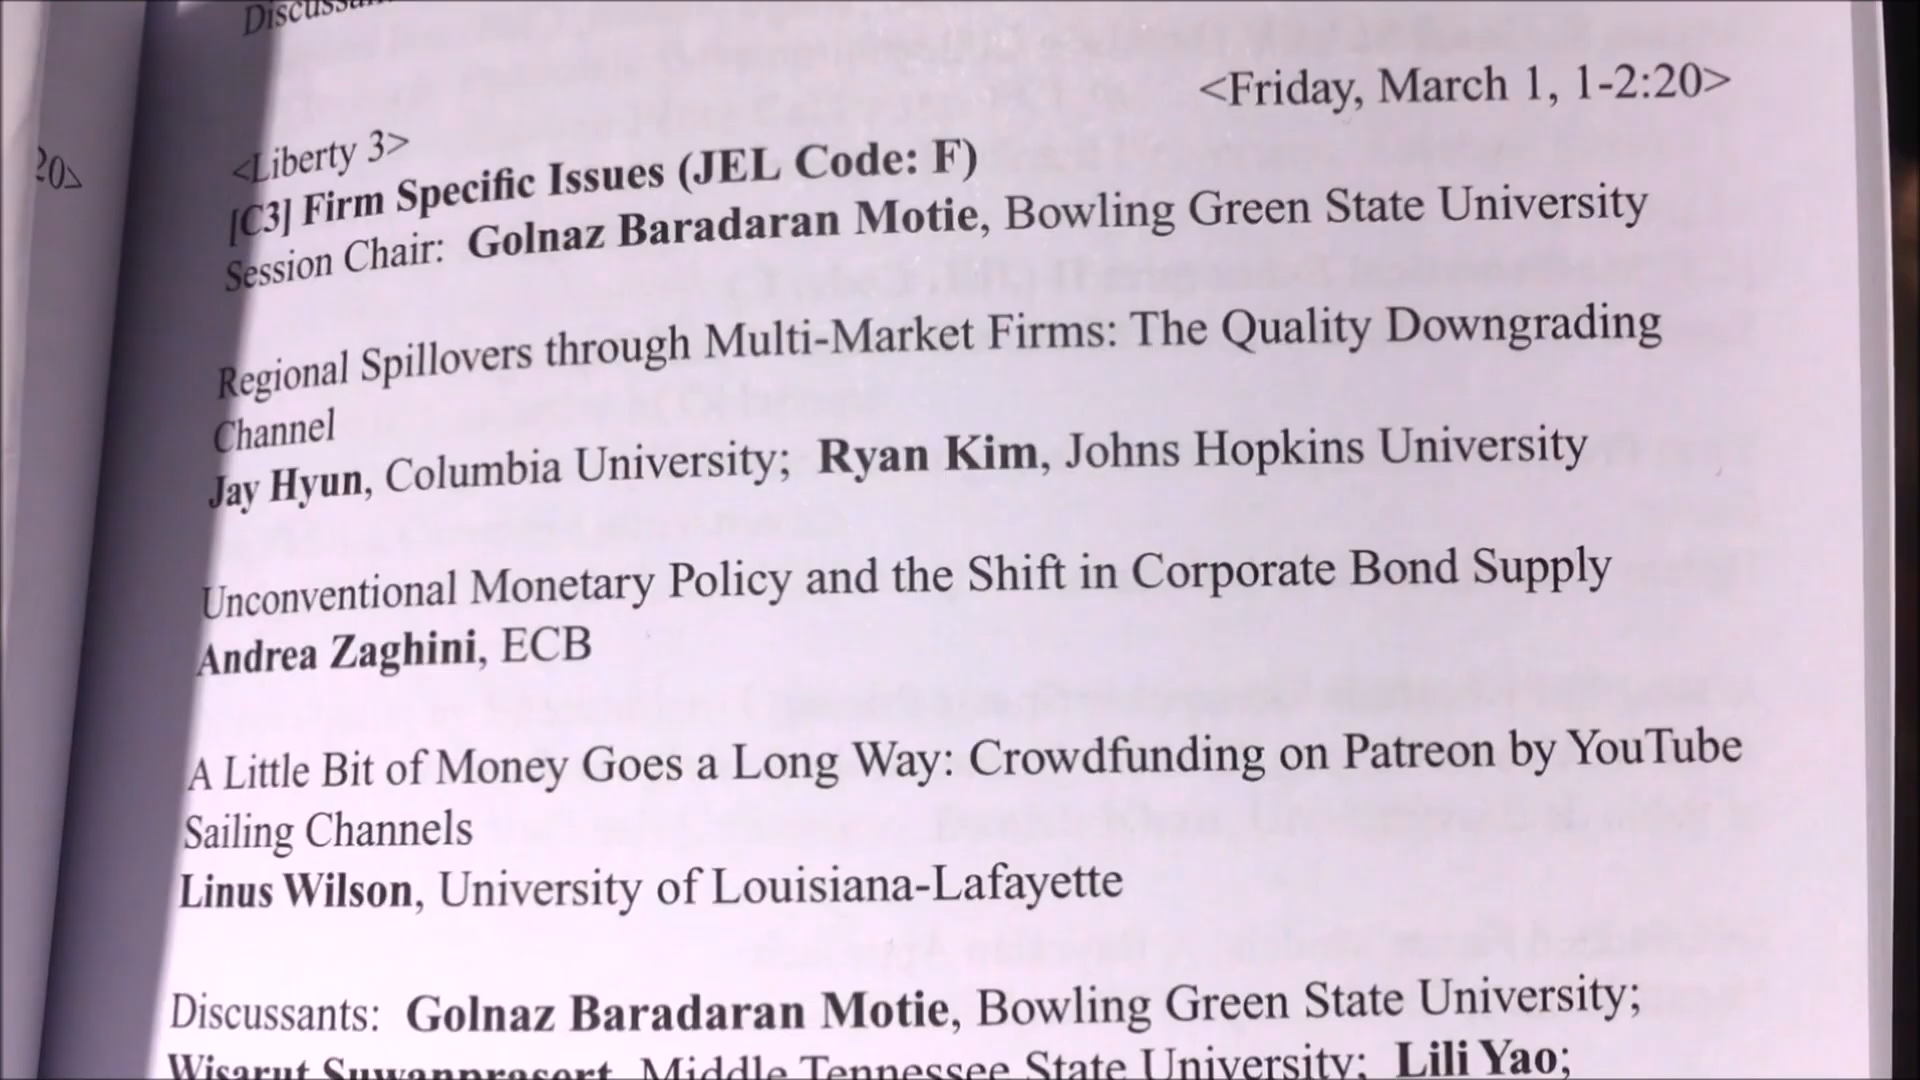 <Friday, March 1, 1-2:20>
<Liberty 3>
[C3] Firm Specific Issues (JEL Code: F)
Session Chair: Golnaz Baradaran Motie, Bowling Green State University
Regional Spillovers through Multi-Market Firms: The Quality Downgrading
Channel
Jay Hyun, Columbia University; Ryan Kim, Johns Hopkins University
Unconventional Monetary Policy and the Shift in Corporate Bond Supply
Andrea Zaghini, ECB
A Little Bit of Money Goes a Long Way: Crowdfunding on Patreon by YouTube
Sailing Channels
Linus Wilson, University of Louisiana-Lafayette
Discussants: Golnaz Baradaran Motie, Bowling Green State University;
Wisarut Suwanprasert, Middle Tennessee State University; Lili Yao;